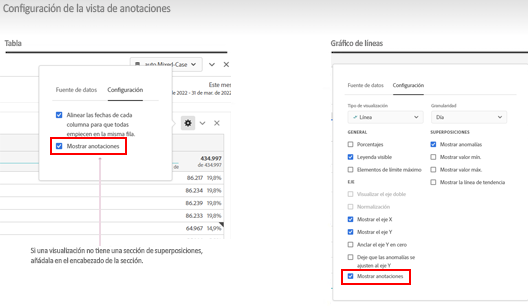 Configuración de la vista de anotaciones
Tabla
Gráfico de líneas
auto Mixed-Case
Este mes
de 2022 - 31 de mar. de 2022
Fuente de datos
Configuración
Alinear las fechas de cada
columna para que todas
empiecen en la misma fila.
Mostrar anotaciones
434.997
de 434.997
86.217 19,8%
86.234 19,8%
86.239 19,8%
86.233 19,8%
64.967 14,9%
Si una visualización no tiene una sección de superposiciones,
añádala en el encabezado de la sección.
Fuente de datos
Configuración
Tipo de visualización
Granularidad
Línea
Día
GENERAL
SUPERPOSICIONES
Porcentajes
Mostrar anomalías
Leyenda visible
Mostrar valor mín.
Elementos de límite máximo
Mostrar valor máx.
EJE
Mostrar la línea de tendencia
Visualizar el eje doble
Normalización
Mostrar el eje X
Mostrar el eje Y
Anclar el eje Y en cero
Deje que las anomalías se
ajusten al eje Y
Mostrar anotaciones